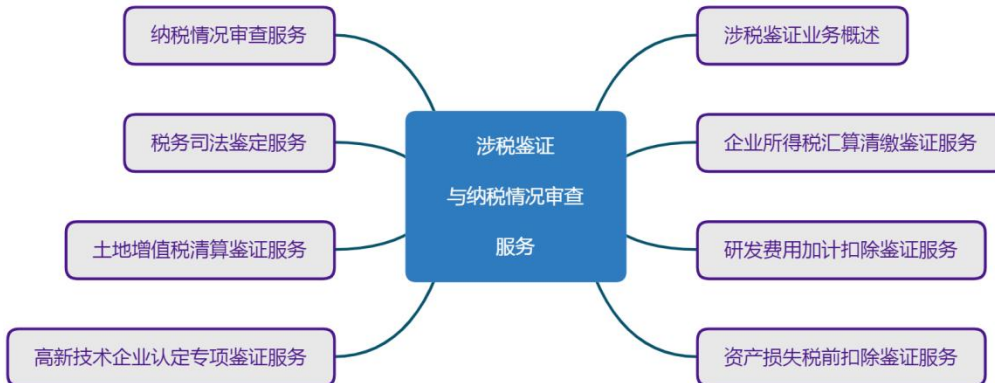 纳税情况审查服务
涉税鉴证业务概述
税务司法鉴定服务
涉税鉴证
与纳税情况审查
服务
企业所得税汇算清缴鉴证服务
土地增值税清算鉴证服务
研发费用加计扣除鉴证服务
高新技术企业认定专项鉴证服务
资产损失税前扣除鉴证服务